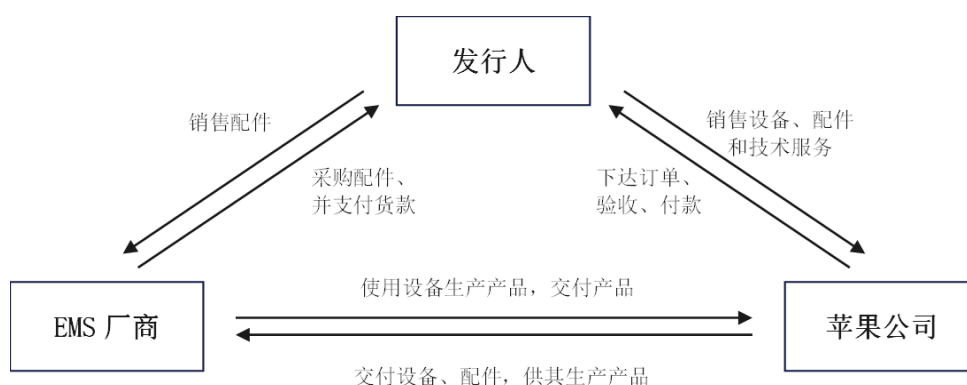 发行人
销售配件
销售设备、配件
和技术服务
采购配件、
并支付货款
下达订单、
验收、付款
使用设备生产产品，交付产品
EMS 厂商
苹果公司
交付设备、配件，供其生产产品